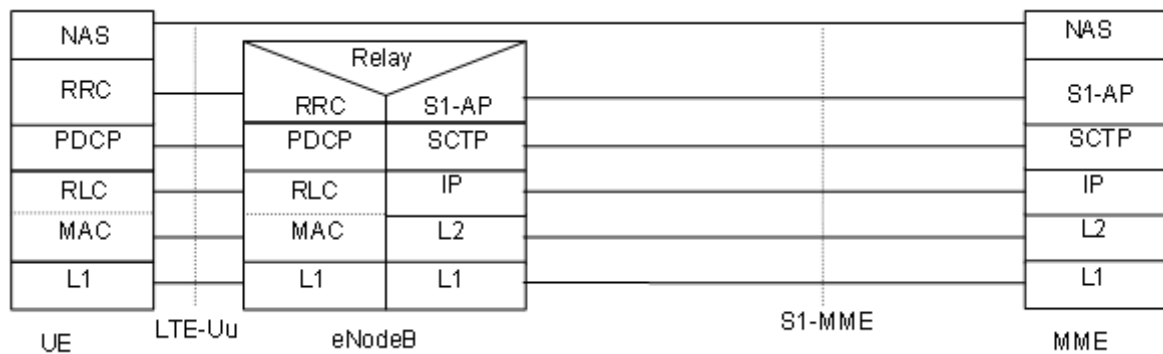 NAS
RRC
PDCP
RLC
MAC
L1
UE
LTE-Uu
Relay
RRC
S1-AP
PDCP
SCTP
RLC
IP
MAC
L2
L1
L1
eNodeB
S1-MME
NAS
S1-AP
SCTP
IP
L2
L1
MME